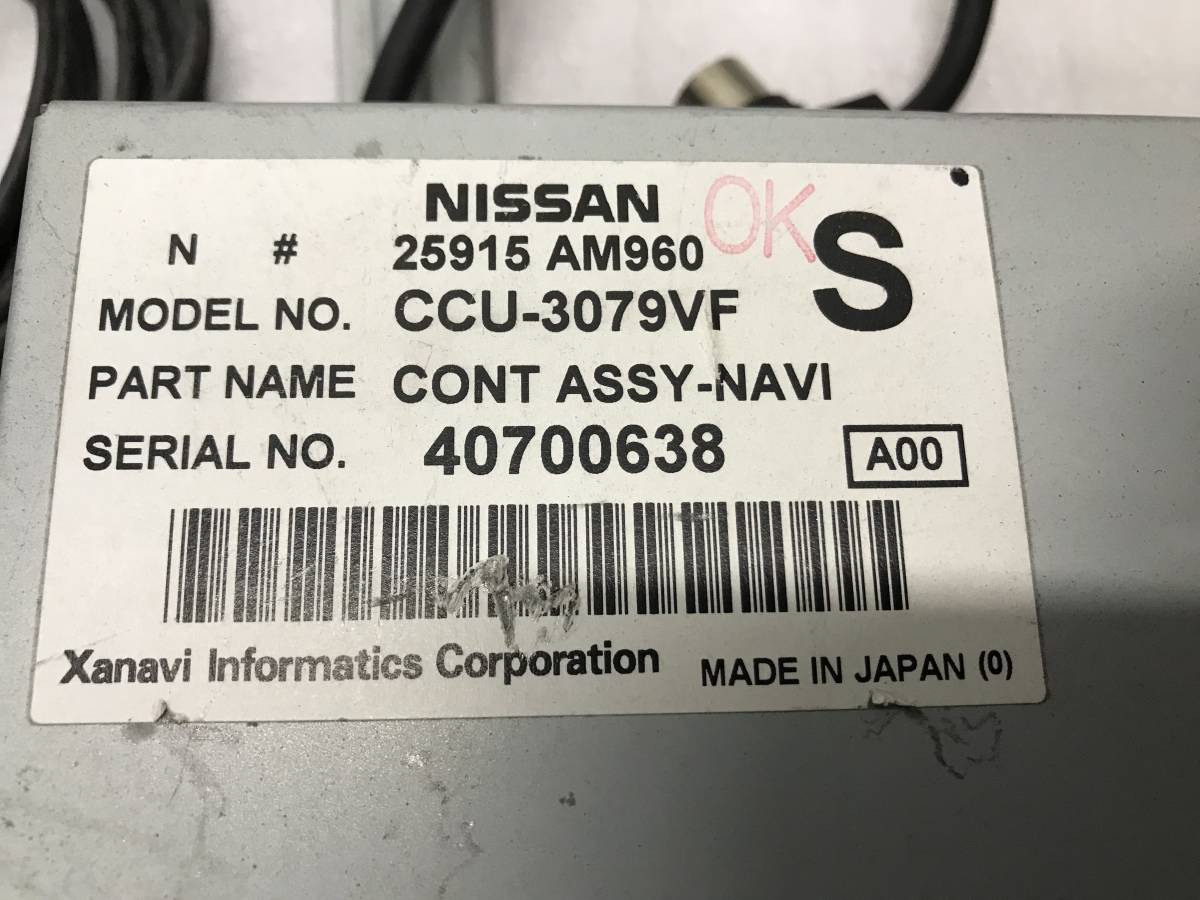 NISSAN
OK
N # 25915 AM960
S
MODEL NO. CCU-3079VF
PART NAME CONT ASSY-NAVI
SERIAL NO. 40700638
A00
Xanavi Informatics Corporation MADE IN JAPAN (0)